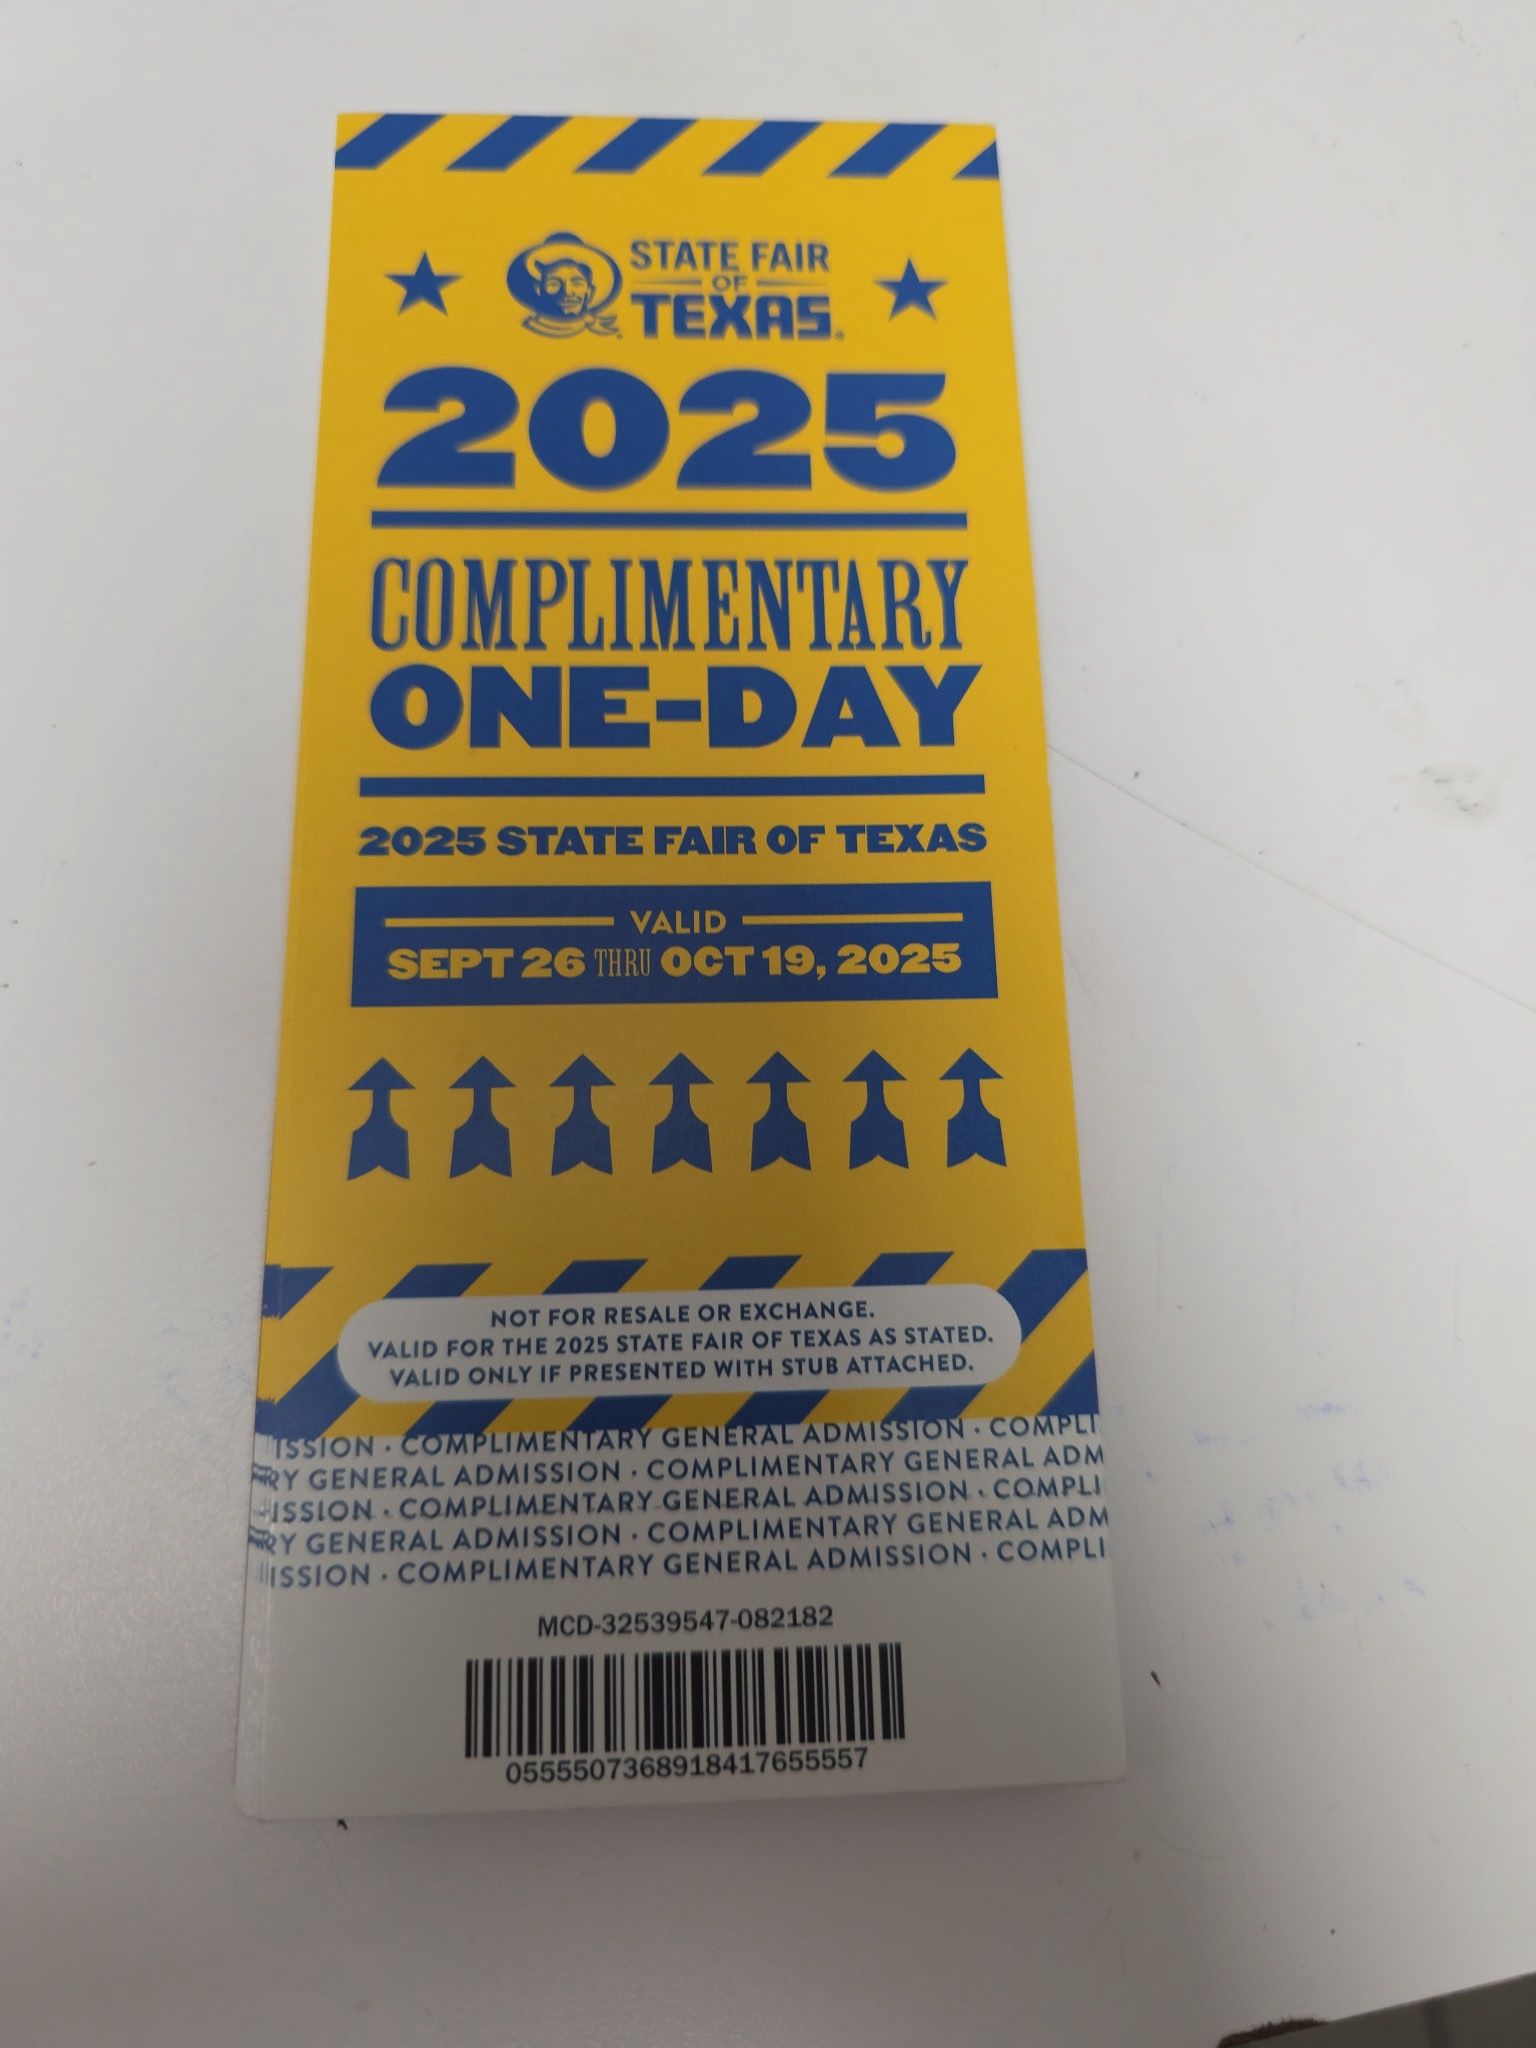 STATE FAIR
OF
TEXAS
2025
COMPLIMENTARY
ONE-DAY
2025 STATE FAIR OF TEXAS
VALID
SEPT 26 THRU OCT 19, 2025
NOT FOR RESALE OR EXCHANGE.
VALID FOR THE 2025 STATE FAIR OF TEXAS AS STATED.
VALID ONLY IF PRESENTED WITH STUB ATTACHED.
ISSION · COMPLIMENTARY GENERAL ADMISSION · COMPLI
RY GENERAL ADMISSION · COMPLIMENTARY GENERAL ADM
ISSION · COMPLIMENTARY GENERAL ADMISSION · COMPLI
RY GENERAL ADMISSION · COMPLIMENTARY GENERAL ADM
ISSION · COMPLIMENTARY GENERAL ADMISSION · COMPLI
MCD-32539547-082182
0555507368918417655557